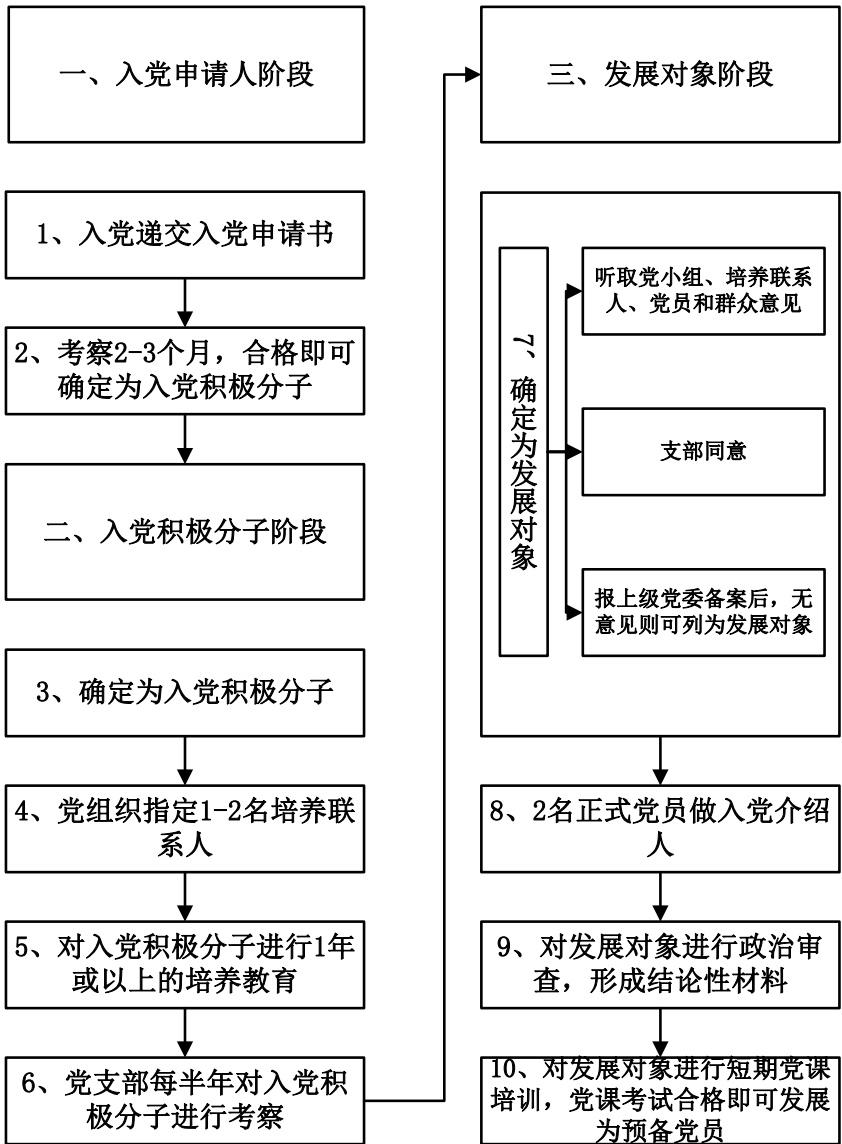 一、入党申请人阶段
1、入党递交入党申请书
2、考察2-3个月，合格即可
确定为入党积极分子
二、入党积极分子阶段
3、确定为入党积极分子
4、党组织指定1-2名培养联
系人
5、对入党积极分子进行1年
或以上的培养教育
6、党支部每半年对入党积
极分子进行考察
三、发展对象阶段
7、确定为发展对象
听取党小组、培养联系
人、党员和群众意见
支部同意
报上级党委备案后，无
意见则可列为发展对象
8、2名正式党员做入党介绍
人
9、对发展对象进行政治审
查，形成结论性材料
10、对发展对象进行短期党课
培训，党课考试合格即可发展
为预备党员